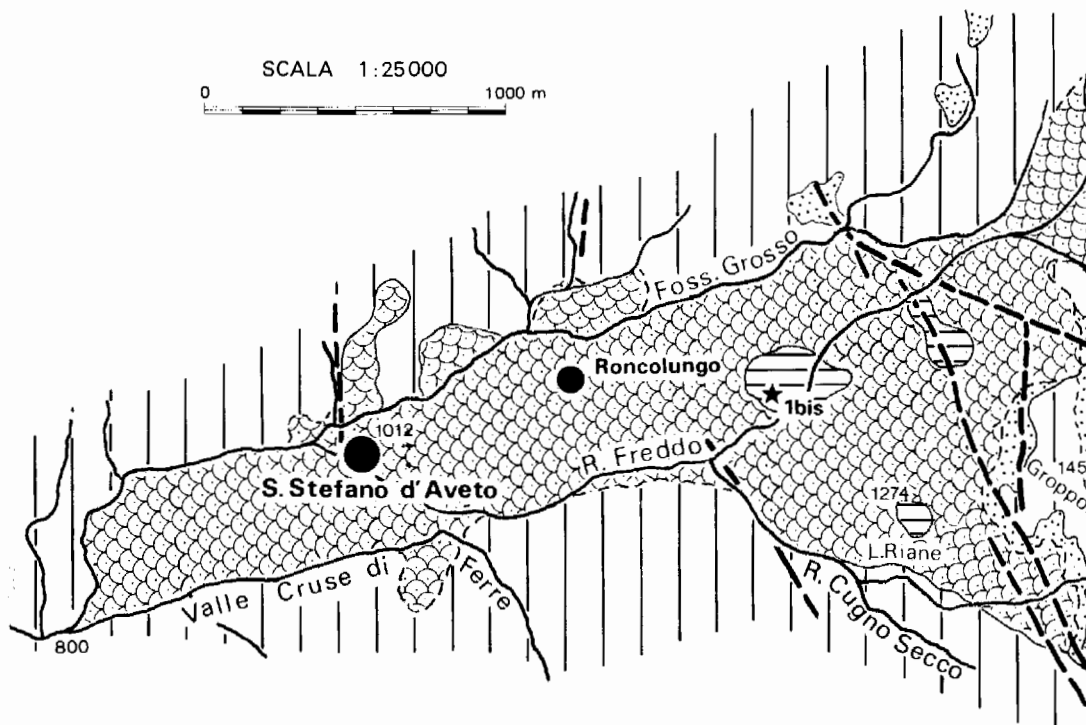 SCALA 1:25000
0 1000 m
Foss. Grosso
Roncolungo
1bis
1012
R. Freddo
S. Stefano d'Aveto
145
Groppo
1274
L. Riane
Valle Cruse di Ferre
R. Cugno Secco
800